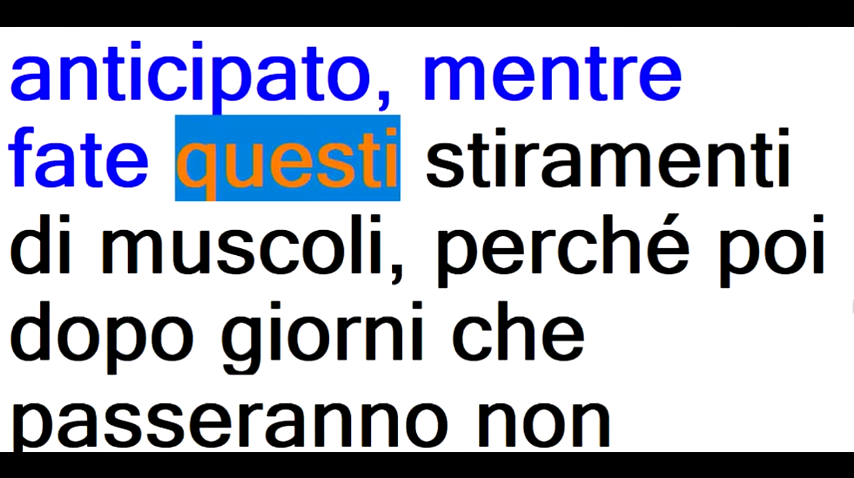 anticipato, mentre
fate questi stiramenti
di muscoli, perché poi
dopo giorni che
passeranno non